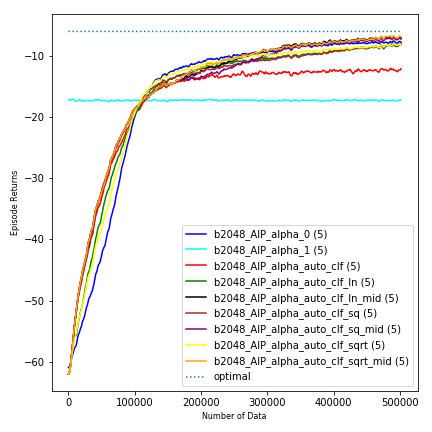 −10
−20
−30
−40
−50
−60
Episode Returns
b2048_AIP_alpha_0 (5)
b2048_AIP_alpha_1 (5)
b2048_AIP_alpha_auto_clf (5)
b2048_AIP_alpha_auto_clf_ln (5)
b2048_AIP_alpha_auto_clf_ln_mid (5)
b2048_AIP_alpha_auto_clf_sq (5)
b2048_AIP_alpha_auto_clf_sq_mid (5)
b2048_AIP_alpha_auto_clf_sqrt (5)
b2048_AIP_alpha_auto_clf_sqrt_mid (5)
optimal
0 100000 200000 300000 400000 500000
Number of Data